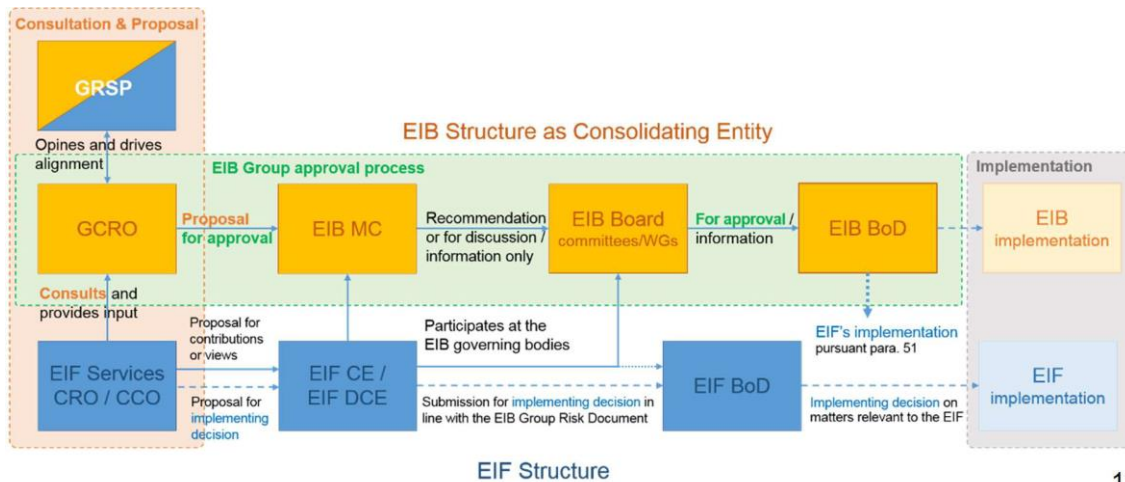 Consultation & Proposal
GRSP
Opines and drives
alignment
EIB Structure as Consolidating Entity
EIB Group approval process
Implementation
GCRO
Proposal
for approval
EIB MC
Recommendation
or for discussion /
information only
EIB Board
committees/WGs
For approval /
information
EIB BoD
EIB
implementation
Consults and
provides input
Proposal for
contributions
or views
Participates at the
EIB governing bodies
EIF's implementation
pursuant para. 51
EIF Services
CRO / CCO
Proposal for
implementing
decision
EIF CE /
EIF DCE
Submission for implementing decision in
line with the EIB Group Risk Document
EIF BoD
Implementing decision on
matters relevant to the EIF
EIF
implementation
EIF Structure
1